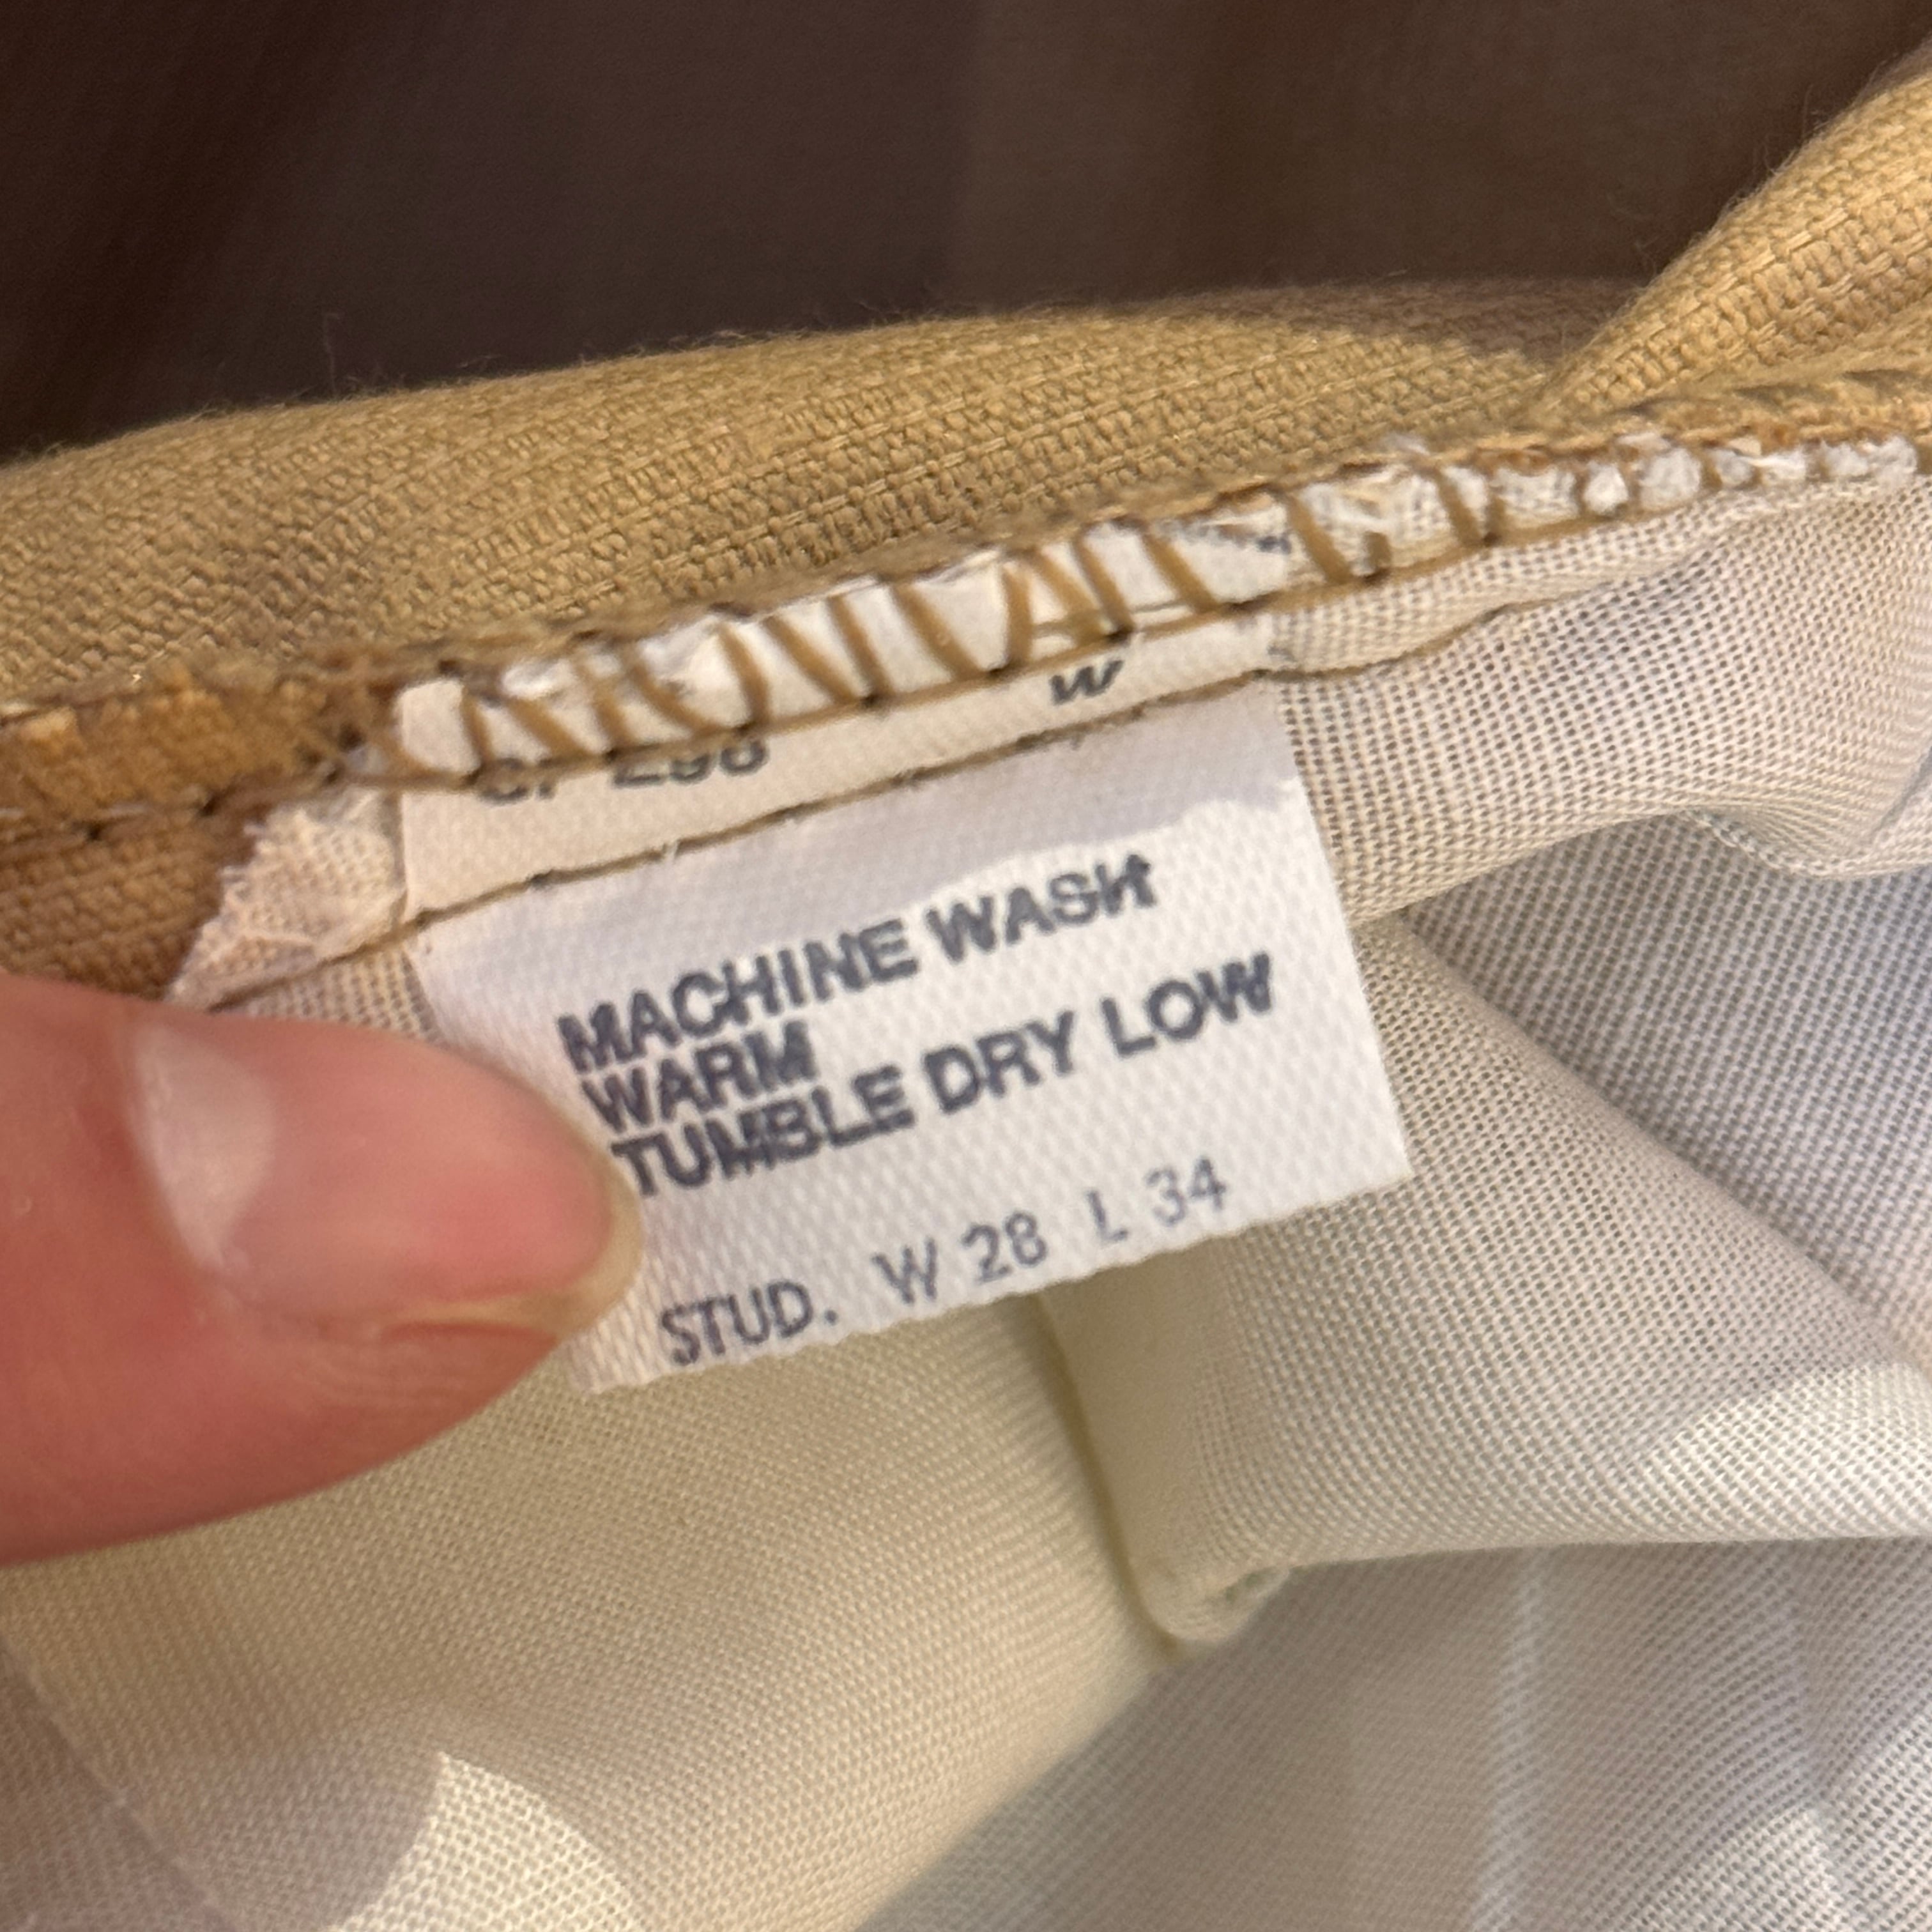 W
MACHINE WASH
WARM
TUMBLE DRY LOW
STUD. W 28 L 34